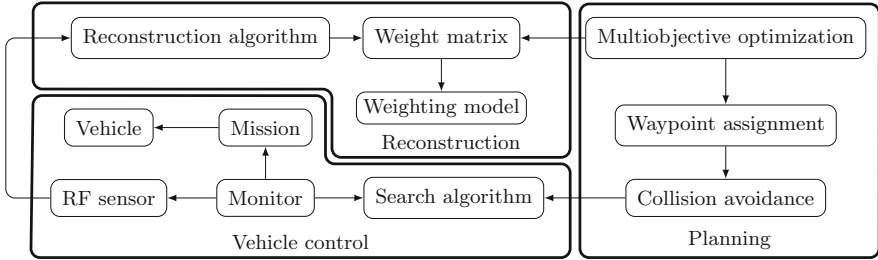 Reconstruction algorithm
Weight matrix
Multiobjective optimization
Weighting model
Reconstruction
Vehicle
Mission
Waypoint assignment
RF sensor
Monitor
Search algorithm
Collision avoidance
Vehicle control
Planning